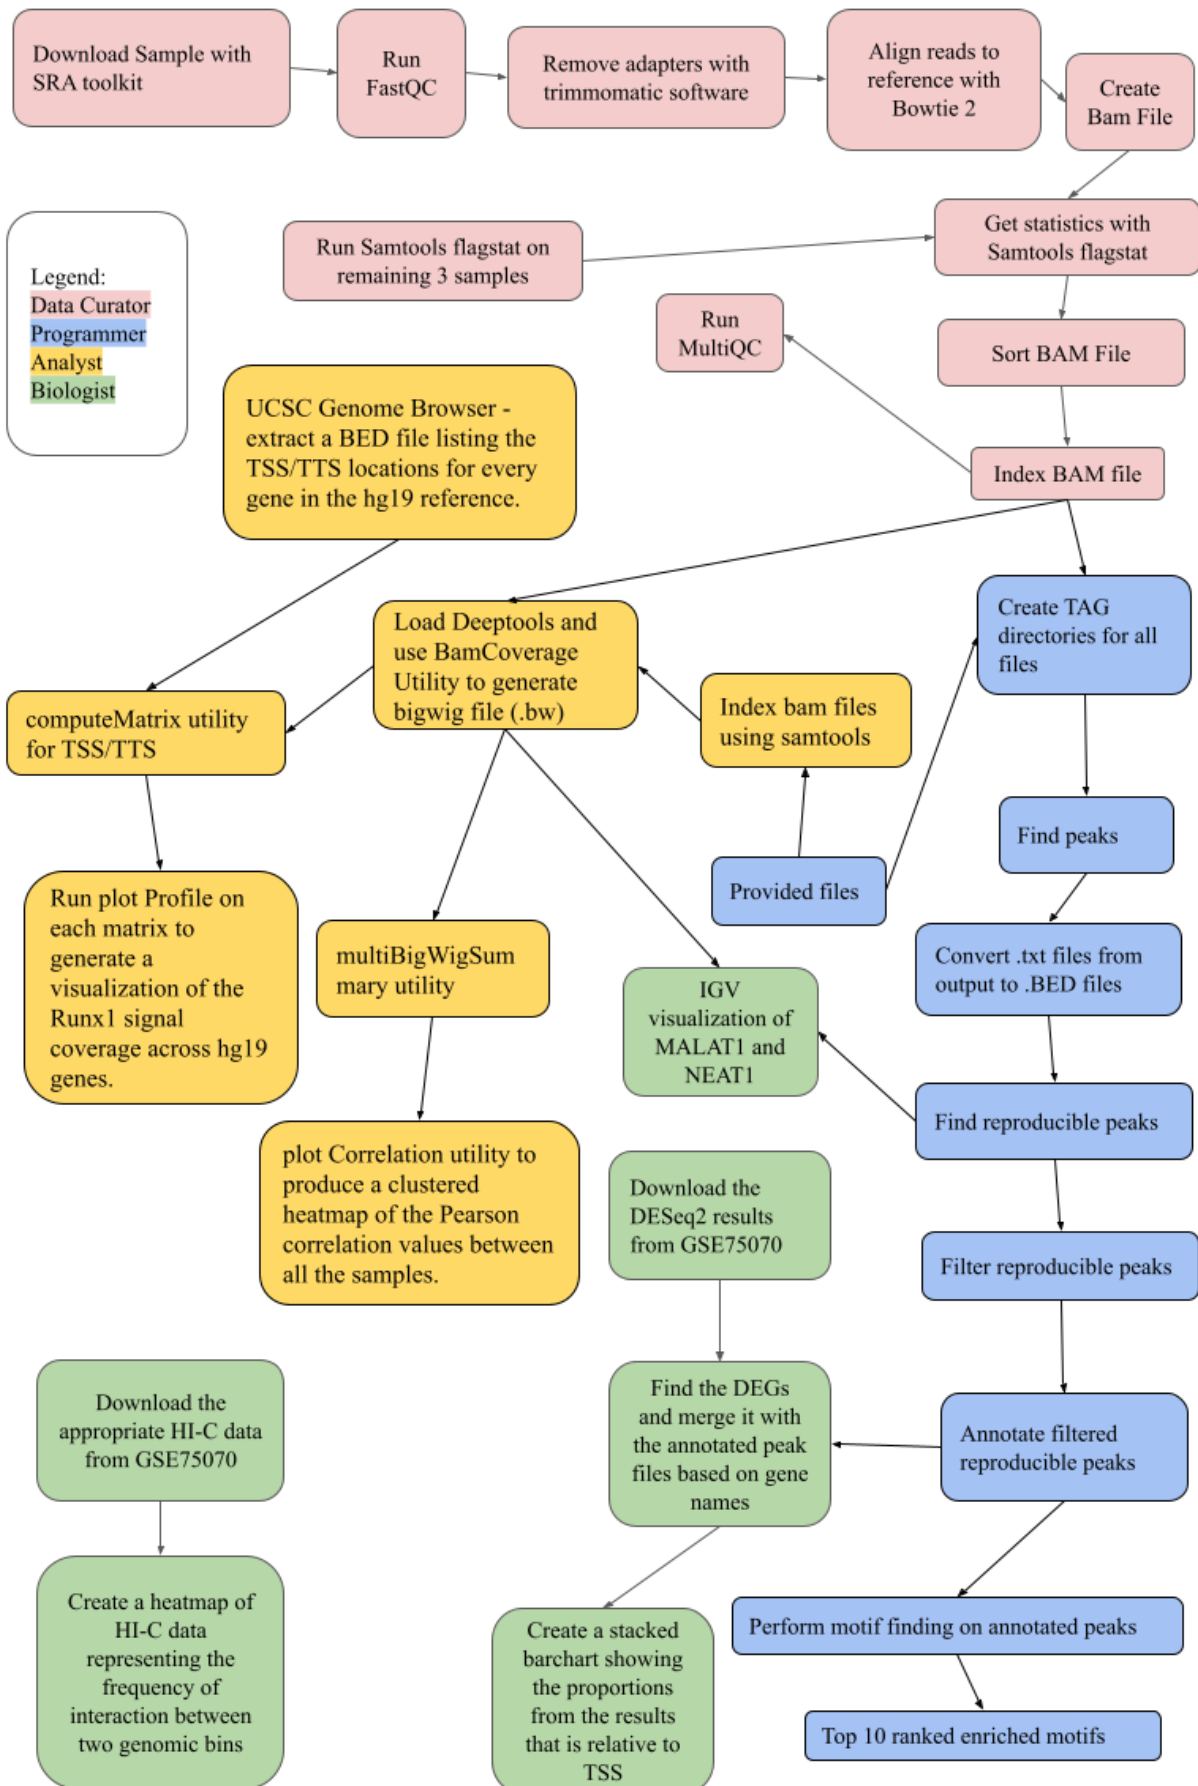 Download Sample with
SRA toolkit
Run
FastQC
Remove adapters with
trimmomatic software
Align reads to
reference with
Bowtie 2
Create
Bam File
Get statistics with
Samtools flagstat
Run Samtools flagstat on
remaining 3 samples
Legend:
Data Curator
Programmer
Analyst
Biologist
Run
MultiQC
Sort BAM File
UCSC Genome Browser -
extract a BED file listing the
TSS/TTS locations for every
gene in the hg19 reference.
Index BAM file
Load Deeptools and
use BamCoverage
Utility to generate
bigwig file (.bw)
Create TAG
directories for all
files
computeMatrix utility
for TSS/TTS
Index bam files
using samtools
Find peaks
Provided files
Run plot Profile on
each matrix to
generate a
visualization of the
Runx1 signal
coverage across hg19
genes.
multiBigWigSum
mary utility
Convert .txt files from
output to .BED files
IGV
visualization of
MALAT1 and
NEAT1
Find reproducible peaks
plot Correlation utility to
produce a clustered
heatmap of the Pearson
correlation values between
all the samples.
Download the
DESeq2 results
from GSE75070
Filter reproducible peaks
Download the
appropriate HI-C data
from GSE75070
Find the DEGs
and merge it with
the annotated peak
files based on gene
names
Annotate filtered
reproducible peaks
Create a heatmap of
HI-C data
representing the
frequency of
interaction between
two genomic bins
Create a stacked
barchart showing
the proportions
from the results
that is relative to
TSS
Perform motif finding on annotated peaks
Top 10 ranked enriched motifs